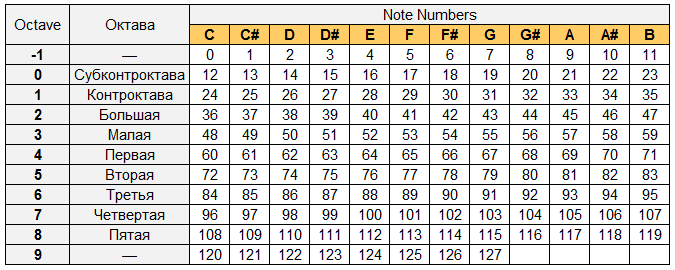 Octave Октава Note Numbers
C C# D D# E F F# G G# A A# B
-1 — 0 1 2 3 4 5 6 7 8 9 10 11
0 Субконтроктава 12 13 14 15 16 17 18 19 20 21 22 23
1 Контроктава 24 25 26 27 28 29 30 31 32 33 34 35
2 Большая 36 37 38 39 40 41 42 43 44 45 46 47
3 Малая 48 49 50 51 52 53 54 55 56 57 58 59
4 Первая 60 61 62 63 64 65 66 67 68 69 70 71
5 Вторая 72 73 74 75 76 77 78 79 80 81 82 83
6 Третья 84 85 86 87 88 89 90 91 92 93 94 95
7 Четвертая 96 97 98 99 100 101 102 103 104 105 106 107
8 Пятая 108 109 110 111 112 113 114 115 116 117 118 119
9 — 120 121 122 123 124 125 126 127